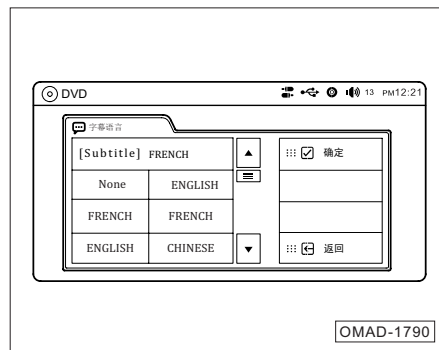 DVD 13 PM12:21
字幕语言
[Subtitle] FRENCH
None ENGLISH
FRENCH FRENCH
ENGLISH CHINESE
确定
返回
OMAD-1790